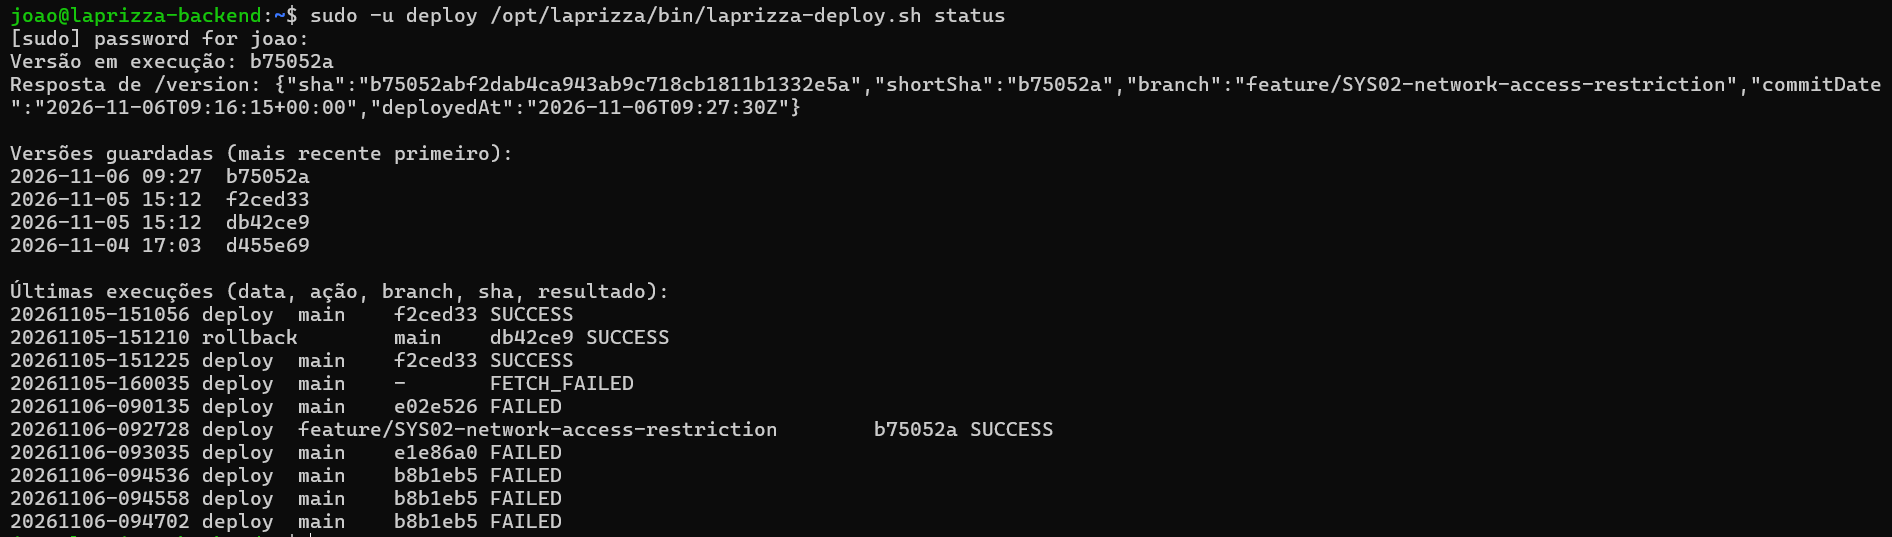 joao@laprizza-backend:~$ sudo -u deploy /opt/laprizza/bin/laprizza-deploy.sh status
[sudo] password for joao:
Versão em execução: b75052a
Resposta de /version: {"sha":"b75052abf2dab4ca943ab9c718cb1811b1332e5a","shortSha":"b75052a","branch":"feature/SYS02-network-access-restriction","commitDate
":"2026-11-06T09:16:15+00:00","deployedAt":"2026-11-06T09:27:30Z"}
Versões guardadas (mais recente primeiro):
2026-11-06 09:27  b75052a
2026-11-05 15:12  f2ced33
2026-11-05 15:12  db42ce9
2026-11-04 17:03  d455e69
Últimas execuções (data, ação, branch, sha, resultado):
20261105-151056 deploy  main    f2ced33 SUCCESS
20261105-151210 rollback        main    db42ce9 SUCCESS
20261105-151225 deploy  main    f2ced33 SUCCESS
20261105-160035 deploy  main    -       FETCH_FAILED
20261106-090135 deploy  main    e02e526 FAILED
20261106-092728 deploy  feature/SYS02-network-access-restriction        b75052a SUCCESS
20261106-093035 deploy  main    e1e86a0 FAILED
20261106-094536 deploy  main    b8b1eb5 FAILED
20261106-094558 deploy  main    b8b1eb5 FAILED
20261106-094702 deploy  main    b8b1eb5 FAILED